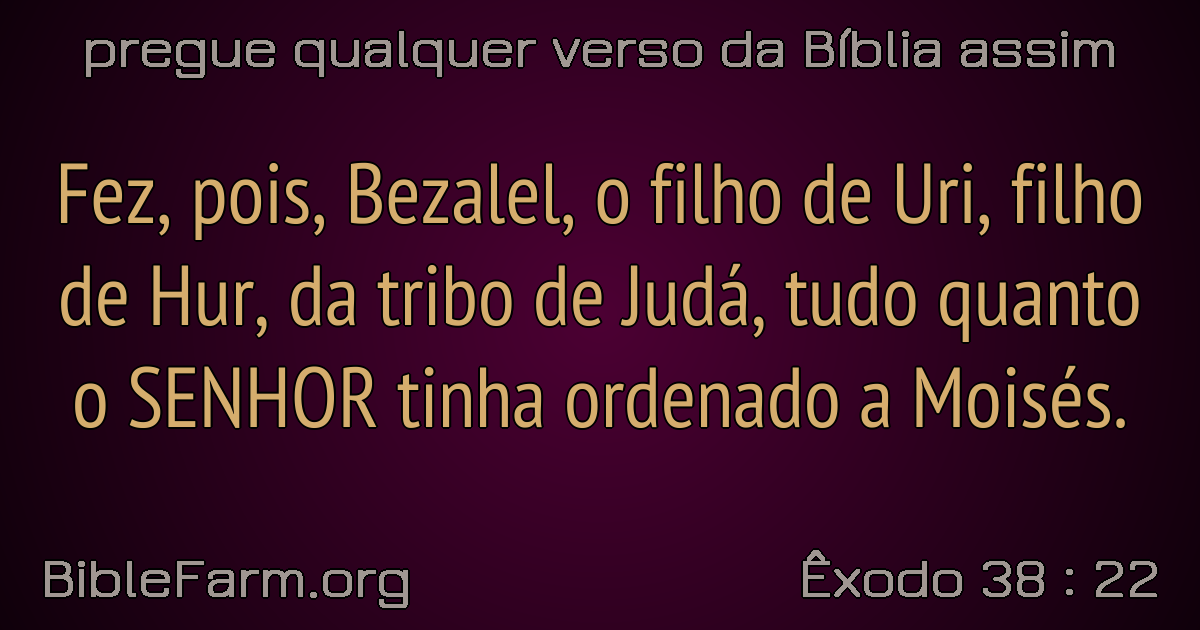 pregue qualquer verso da Bíblia assim
Fez, pois, Bezalel, o filho de Uri, filho
de Hur, da tribo de Judá, tudo quanto
o SENHOR tinha ordenado a Moisés.
BibleFarm.org
Êxodo 38 : 22